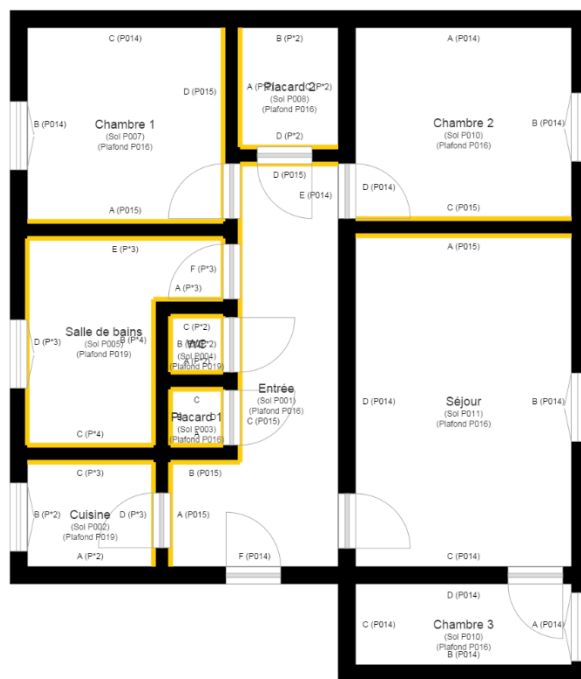 C (P014)
D (P015)
B (P014)
Chambre 1
(Sol P007)
(Plafond P016)
A (P015)
B (P*2)
Placard 2
(Sol P008)
(Plafond P016)
D (P*2)
A (P014)
B (P014)
Chambre 2
(Sol P010)
(Plafond P016)
D (P014)
C (P015)
D (P015)
E (P014)
E (P*3)
F (P*3)
A (P*3)
D (P*3)
Salle de bains
(Sol P005)
(Plafond P019)
B (P*4)
C (P*4)
C (P*2)
WC
(Sol P004)
(Plafond P019)
A (P*2)
C
Placard 1
(Sol P003)
(Plafond P016)
A
Entrée
(Sol P001)
(Plafond P016)
C (P015)
B (P015)
A (P015)
F (P014)
A (P015)
D (P014)
Séjour
(Sol P011)
(Plafond P016)
B (P014)
C (P014)
C (P*3)
B (P*2)
Cuisine
(Sol P002)
(Plafond P019)
D (P*3)
A (P*2)
D (P014)
C (P014)
Chambre 3
(Sol P010)
(Plafond P016)
A (P014)
B (P014)